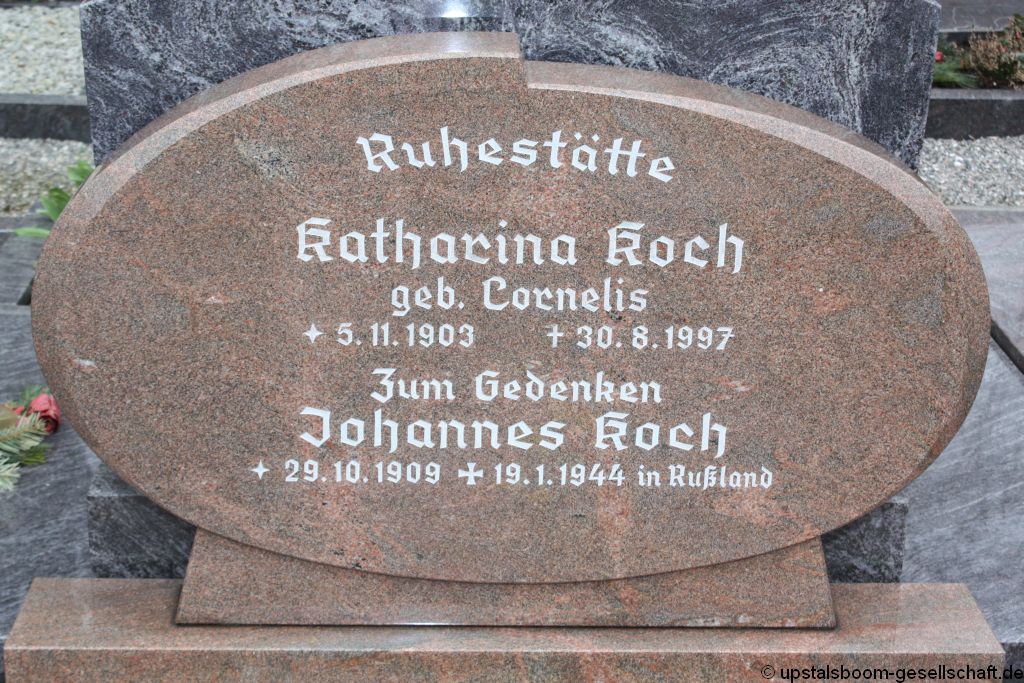 Ruhestätte
Katharina Koch
geb. Cornelis
✦ 5.11.1903 ✝ 30.8.1997
Zum Gedenken
Johannes Koch
✦ 29.10.1909 ✠ 19.1.1944 in Rußland
© upstalsboom-gesellschaft.de